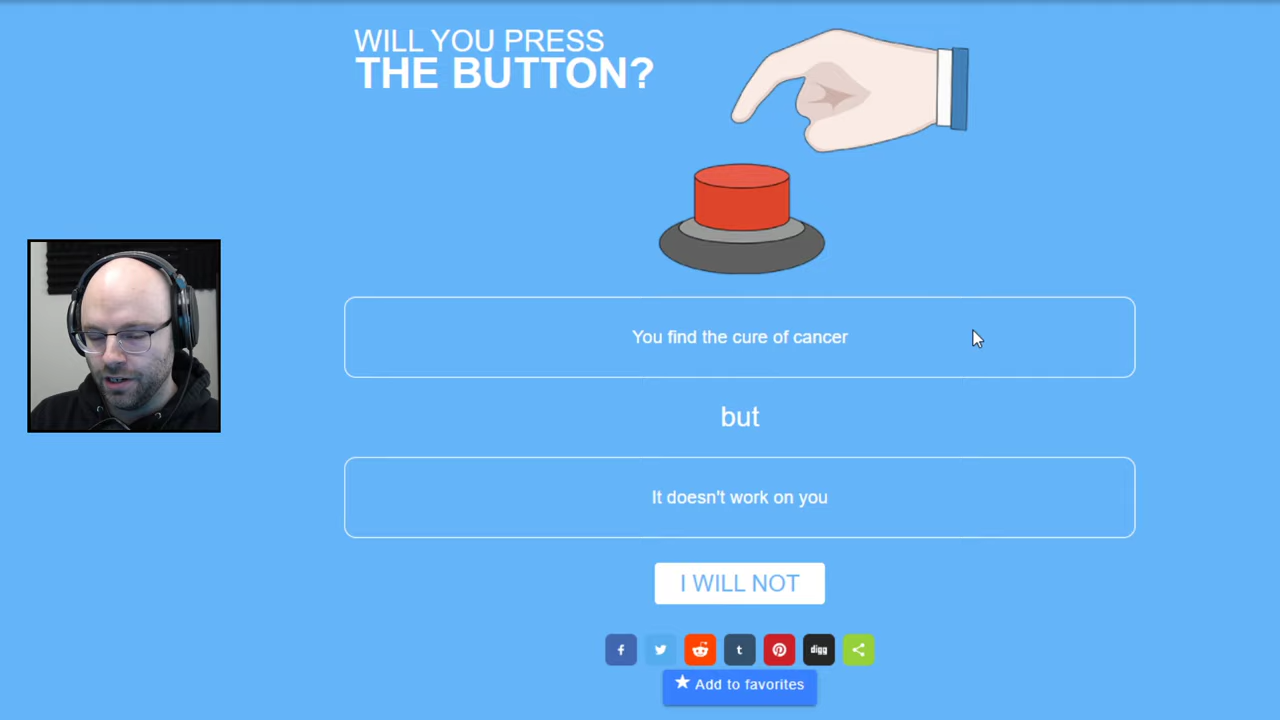 WILL YOU PRESS
THE BUTTON?
You find the cure of cancer
but
It doesn't work on you
I WILL NOT
f
t
digg
Add to favorites